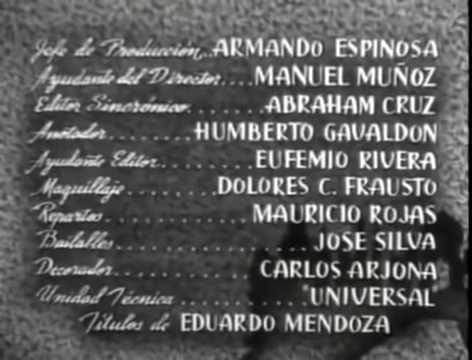 Jefe de Producción..ARMANDO ESPINOSA
Ayudante del Director....MANUEL MUÑOZ
Editor Sincrónico........ABRAHAM CRUZ
Anotador........HUMBERTO GAVALDON
Ayudante Editor.........EUFEMIO RIVERA
Maquillaje........DOLORES C. FRAUSTO
Repartos............MAURICIO ROJAS
Bailables................JOSE SILVA
Decorador...........CARLOS ARJONA
Unidad Técnica..........."UNIVERSAL
Títulos de EDUARDO MENDOZA